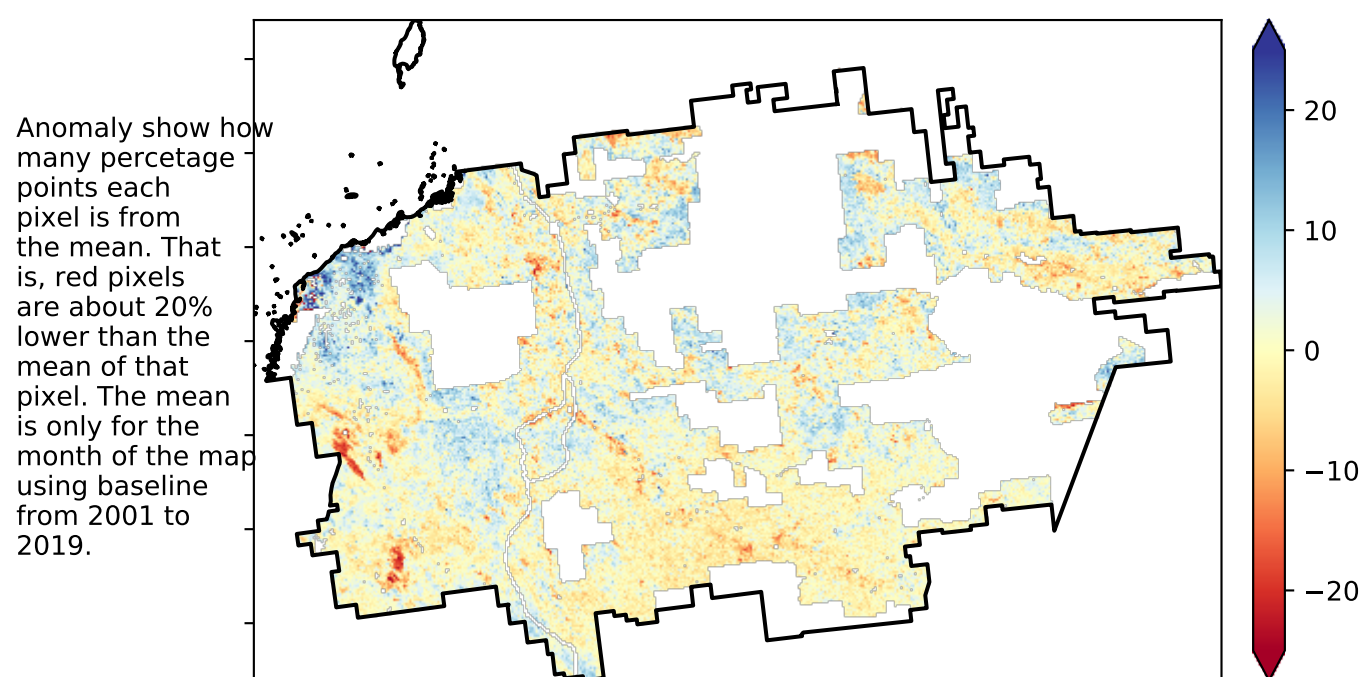 Anomaly show how
many percetage
points each
pixel is from
the mean. That
is, red pixels
are about 20%
lower than the
mean of that
pixel. The mean
is only for the
month of the map
using baseline
from 2001 to
2019.
20
10
0
−10
−20